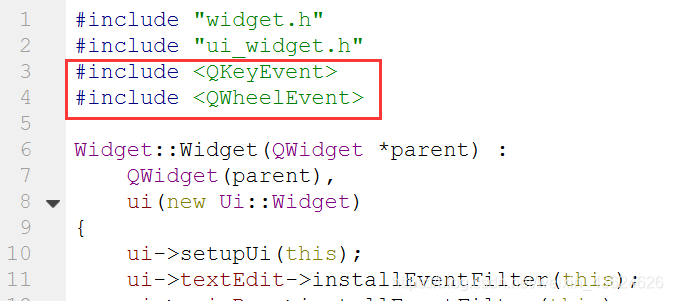 1 #include "widget.h"
2 #include "ui_widget.h"
3 #include <QKeyEvent>
4 #include <QWheelEvent>
5
6 Widget::Widget(QWidget *parent) :
7 QWidget(parent),
8 ui(new Ui::Widget)
9 {
10 ui->setupUi(this);
11 ui->textEdit->installEventFilter(this);